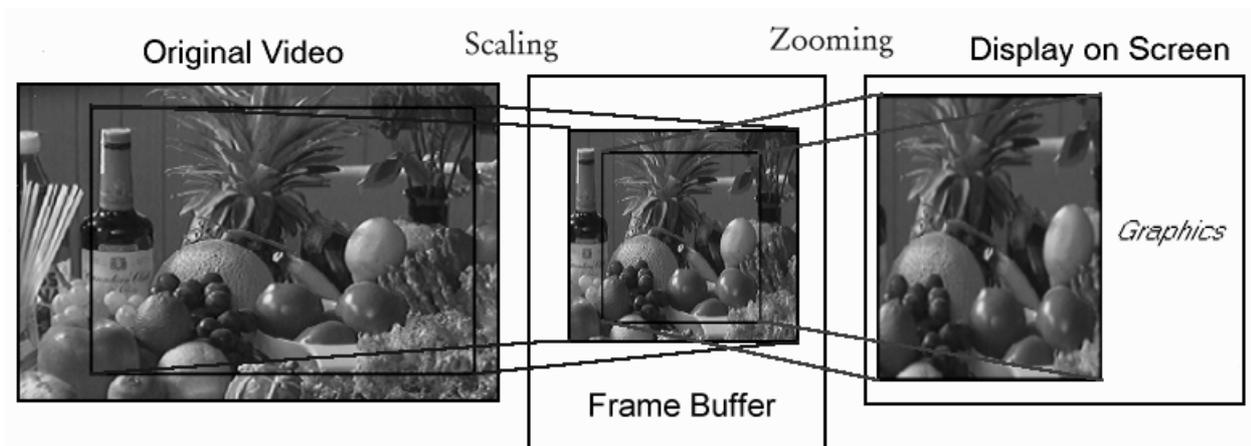 Original Video
Scaling
Zooming
Display on Screen
Graphics
Frame Buffer